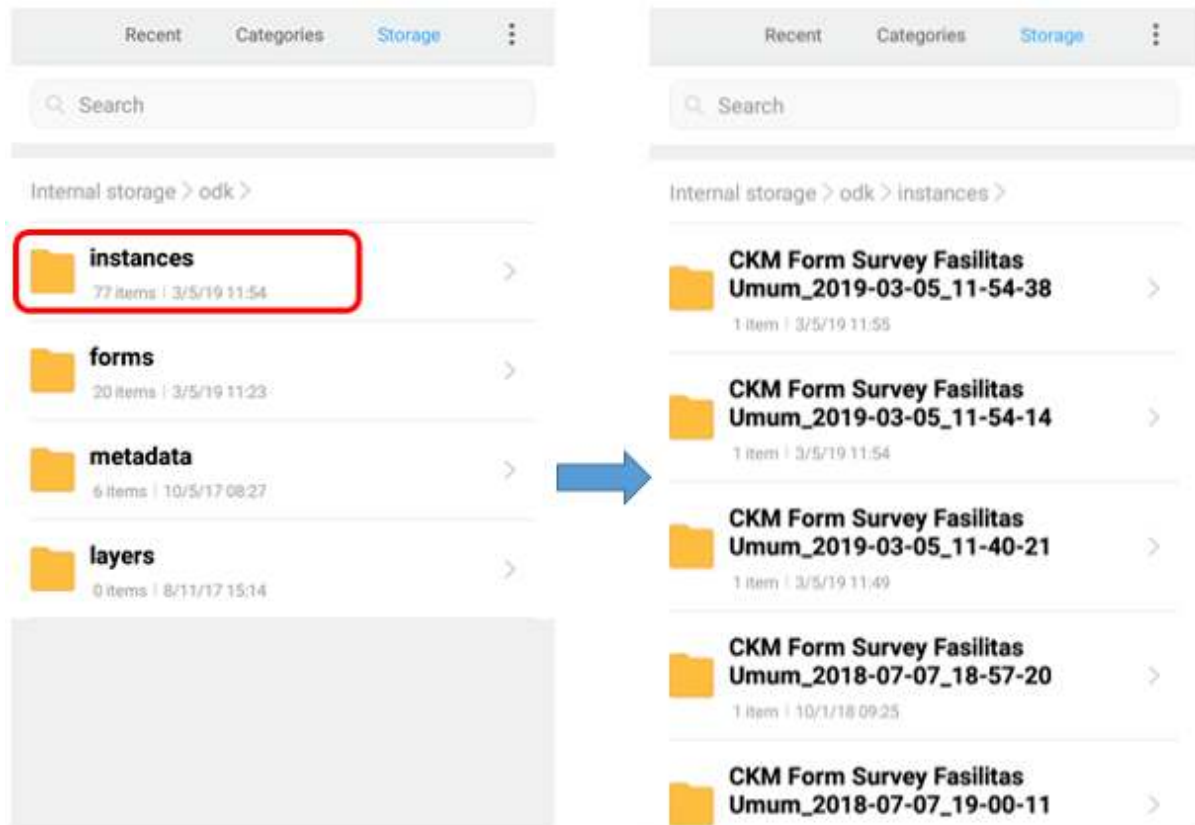 Recent Categories Storage
Search
Internal storage > odk >
instances
77 items | 3/5/19 11:54
forms
20 items | 3/5/19 11:23
metadata
6 items | 10/5/17 08:27
layers
0 items | 8/11/17 15:14
Recent Categories Storage
Search
Internal storage > odk > instances >
CKM Form Survey Fasilitas
Umum_2019-03-05_11-54-38
1 item | 3/5/19 11:55
CKM Form Survey Fasilitas
Umum_2019-03-05_11-54-14
1 item | 3/5/19 11:54
CKM Form Survey Fasilitas
Umum_2019-03-05_11-40-21
1 item | 3/5/19 11:49
CKM Form Survey Fasilitas
Umum_2018-07-07_18-57-20
1 item | 10/1/18 09:25
CKM Form Survey Fasilitas
Umum_2018-07-07_19-00-11